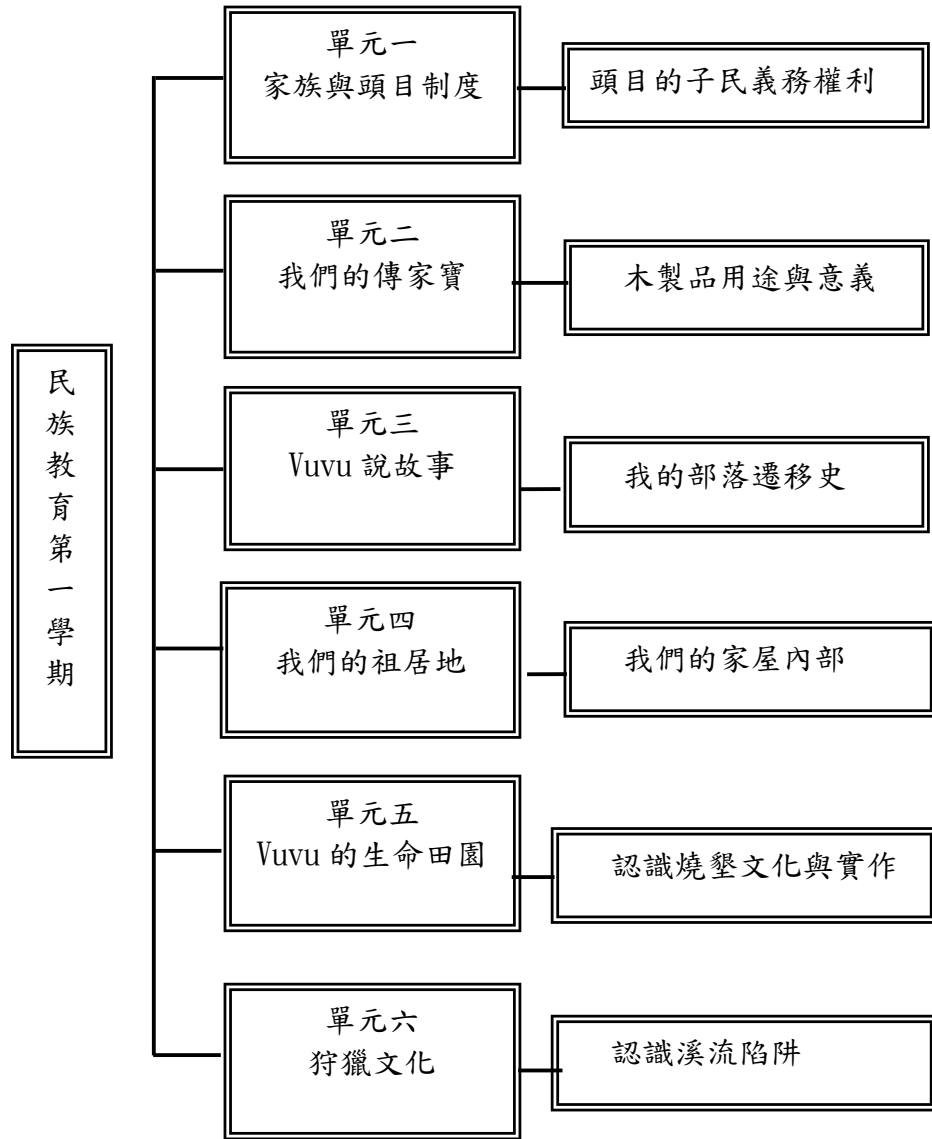 民族教育第一學期
單元一
家族與頭目制度
頭目的子民義務權利
單元二
我們的傳家寶
木製品用途與意義
單元三
Vuvu 說故事
我的部落遷移史
單元四
我們的祖居地
我們的家屋內部
單元五
Vuvu 的生命田園
認識燒墾文化與實作
單元六
狩獵文化
認識溪流陷阱